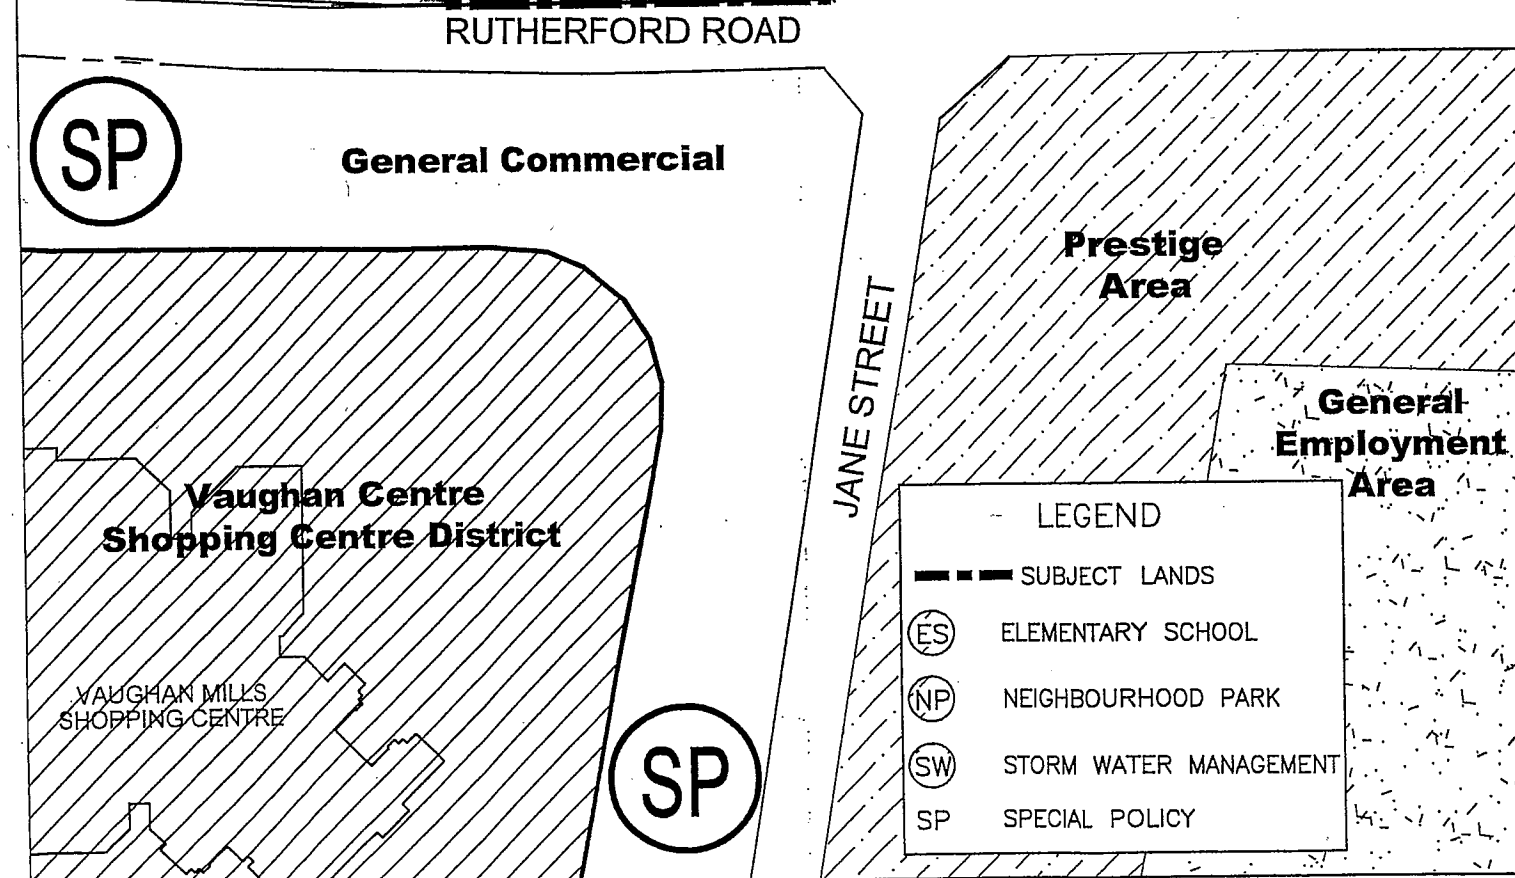 RUTHERFORD ROAD
SP
General Commercial
Prestige
Area
JANE STREET
General
Employment
Area
Vaughan Centre
Shopping Centre District
VAUGHAN MILLS
SHOPPING CENTRE
SP
LEGEND
SUBJECT LANDS
ES ELEMENTARY SCHOOL
NP NEIGHBOURHOOD PARK
SW STORM WATER MANAGEMENT
SP SPECIAL POLICY